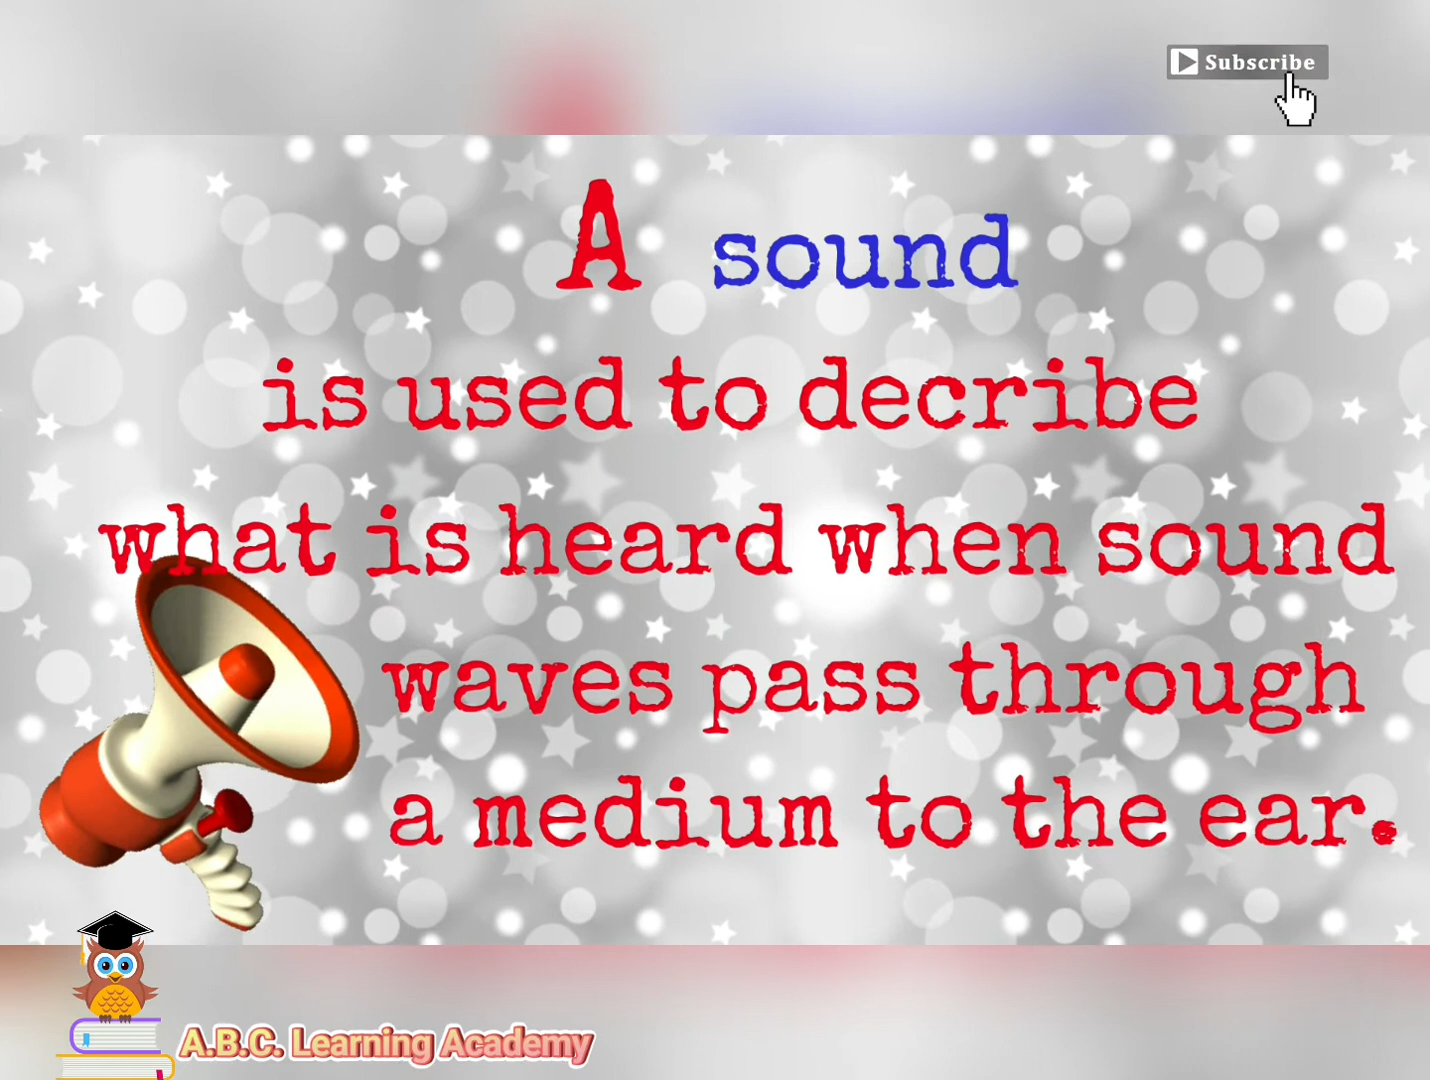 Subscribe
A sound
is used to decribe
what is heard when sound
waves pass through
a medium to the ear.
A.B.C. Learning Academy